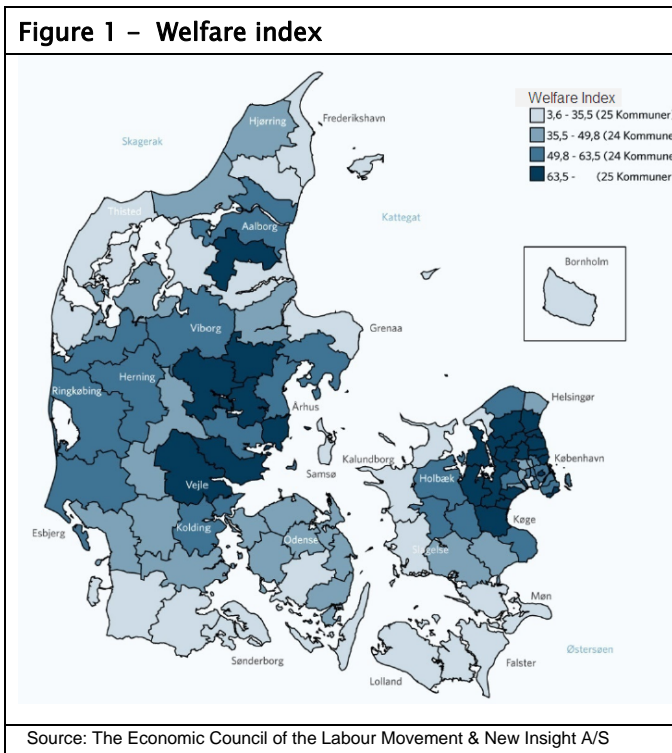 Figure 1 – Welfare index
Welfare Index
3,6 - 35,5 (25 Kommuner
35,5 - 49,8 (24 Kommune
49,8 - 63,5 (24 Kommune
63,5 - (25 Kommuner
Hjørring
Frederikshavn
Skagerak
Thisted
Aalborg
Kattegat
Bornholm
Viborg
Grenaa
Herning
Ringkøbing
Århus
Helsingør
København
Kalundborg
Holbæk
Samsø
Vejle
Køge
Esbjerg
Kolding
Odense
Slagelse
Møn
Østersøen
Sønderborg
Falster
Lolland
Source: The Economic Council of the Labour Movement & New Insight A/S